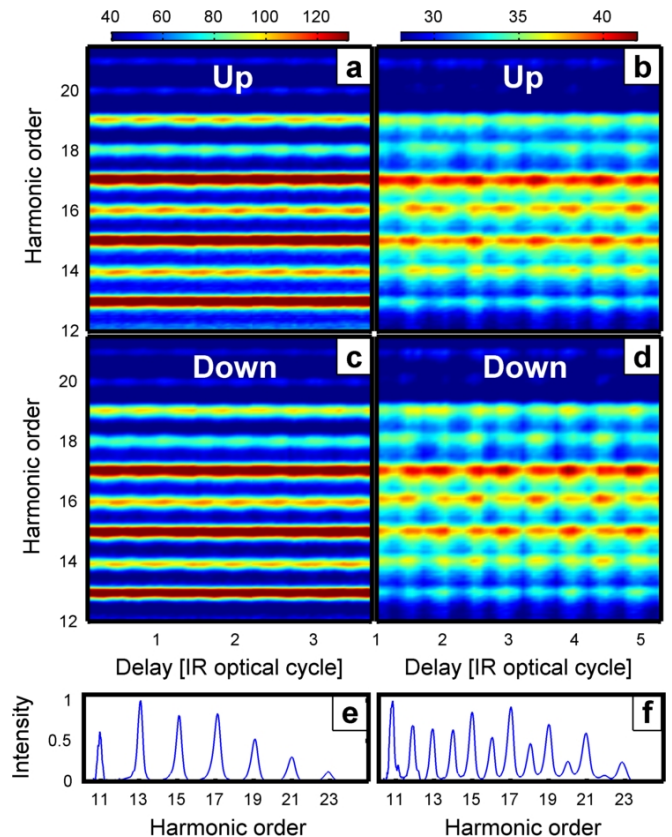 40 60 80 100 120 30 35 40
a b
Up Up
20
18
16
14
12
Harmonic order
c d
Down Down
20
18
16
14
12
Harmonic order
1 2 3 1 2 3 4 5
Delay [IR optical cycle] Delay [IR optical cycle]
e f
1
0.5
0
Intensity
11 13 15 17 19 21 23 11 13 15 17 19 21 23
Harmonic order Harmonic order